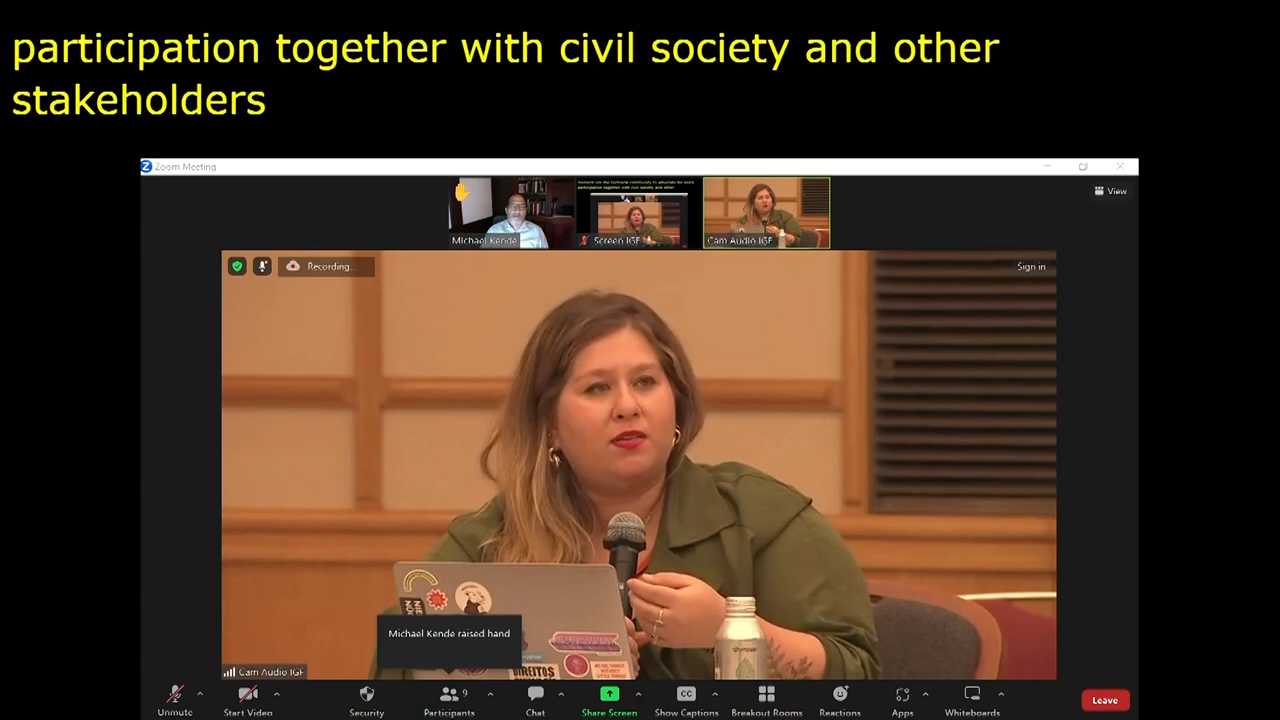 participation together with civil society and other
stakeholders
Zoom Meeting
View
Michael Kende
Screen IGF
Cam Audio IGF
Recording...
Sign in
Michael Kende raised hand
DIREITOS
Cam Audio IGF
9
Unmute
Start Video
Security
Participants
Chat
Share Screen
CC
Show Captions
Breakout Rooms
Reactions
Apps
Whiteboards
Leave